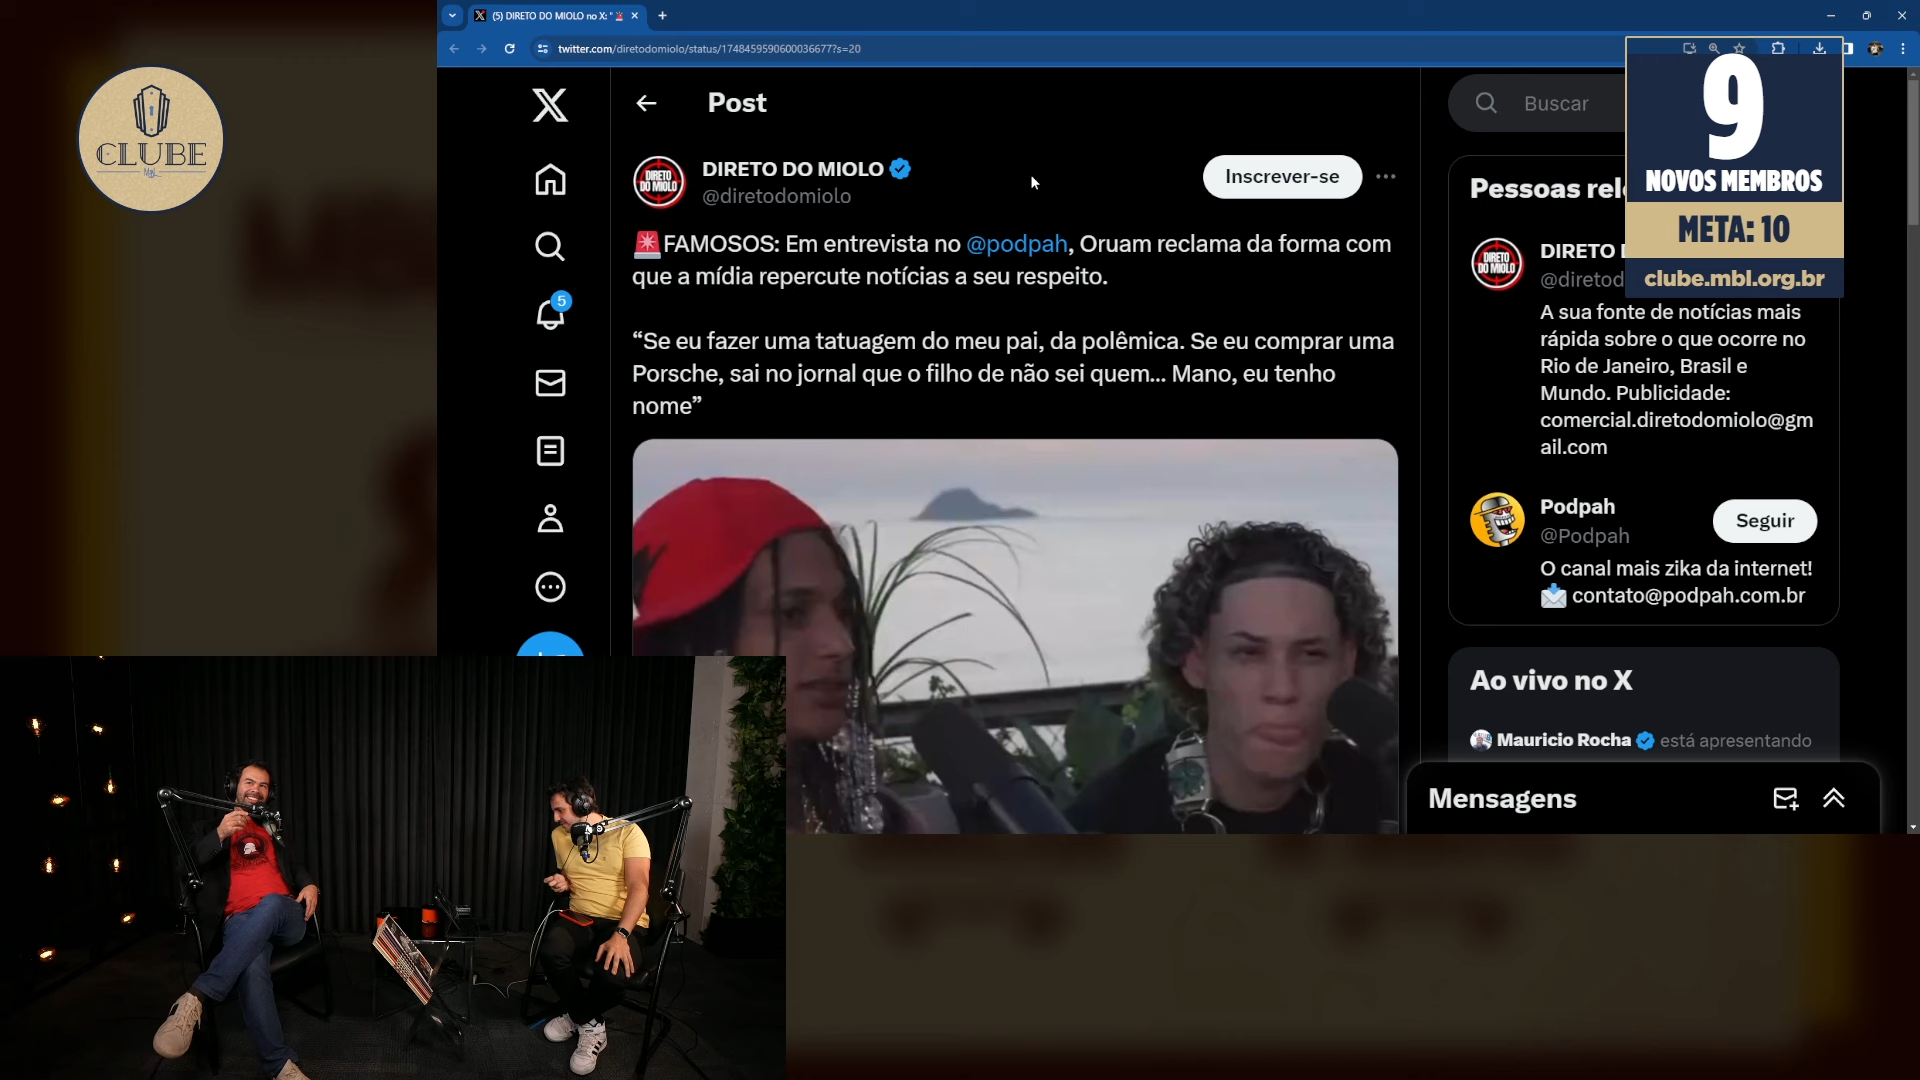 (5) DIRETO DO MIOLO no X: "🚨
twitter.com/diretodomiolo/status/1748459590600036677?s=20
CLUBE
MBL
Post
DIRETO DO MIOLO
@diretodomiolo
Inscrever-se
🚨FAMOSOS: Em entrevista no @podpah, Oruam reclama da forma com
que a mídia repercute notícias a seu respeito.
“Se eu fazer uma tatuagem do meu pai, da polêmica. Se eu comprar uma
Porsche, sai no jornal que o filho de não sei quem... Mano, eu tenho
nome”
5
Buscar
9
NOVOS MEMBROS
META: 10
clube.mbl.org.br
Pessoas rel
DIRETO DO MIOLO
DIRETO D
@diretod
A sua fonte de notícias mais
rápida sobre o que ocorre no
Rio de Janeiro, Brasil e
Mundo. Publicidade:
comercial.diretodomiolo@gm
ail.com
Podpah
@Podpah
Seguir
O canal mais zika da internet!
📩 contato@podpah.com.br
Ao vivo no X
Mauricio Rocha está apresentando
Mensagens